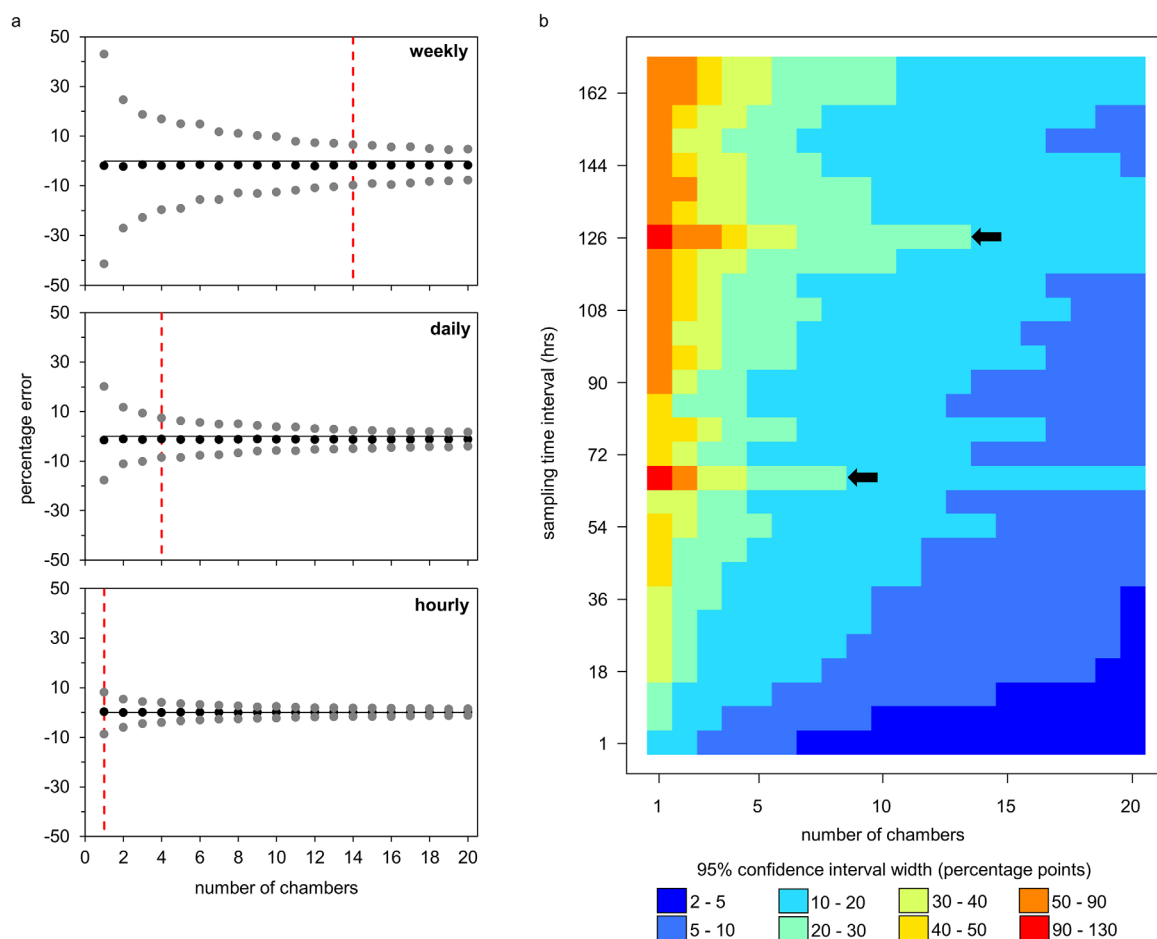 a
b
percentage error
weekly
50
30
10
-10
-30
-50
daily
50
30
10
-10
-30
-50
hourly
50
30
10
-10
-30
-50
0 2 4 6 8 10 12 14 16 18 20
number of chambers
sampling time interval (hrs)
162
144
126
108
90
72
54
36
18
1
1 5 10 15 20
number of chambers
95% confidence interval width (percentage points)
2 - 5 10 - 20 30 - 40 50 - 90
5 - 10 20 - 30 40 - 50 90 - 130